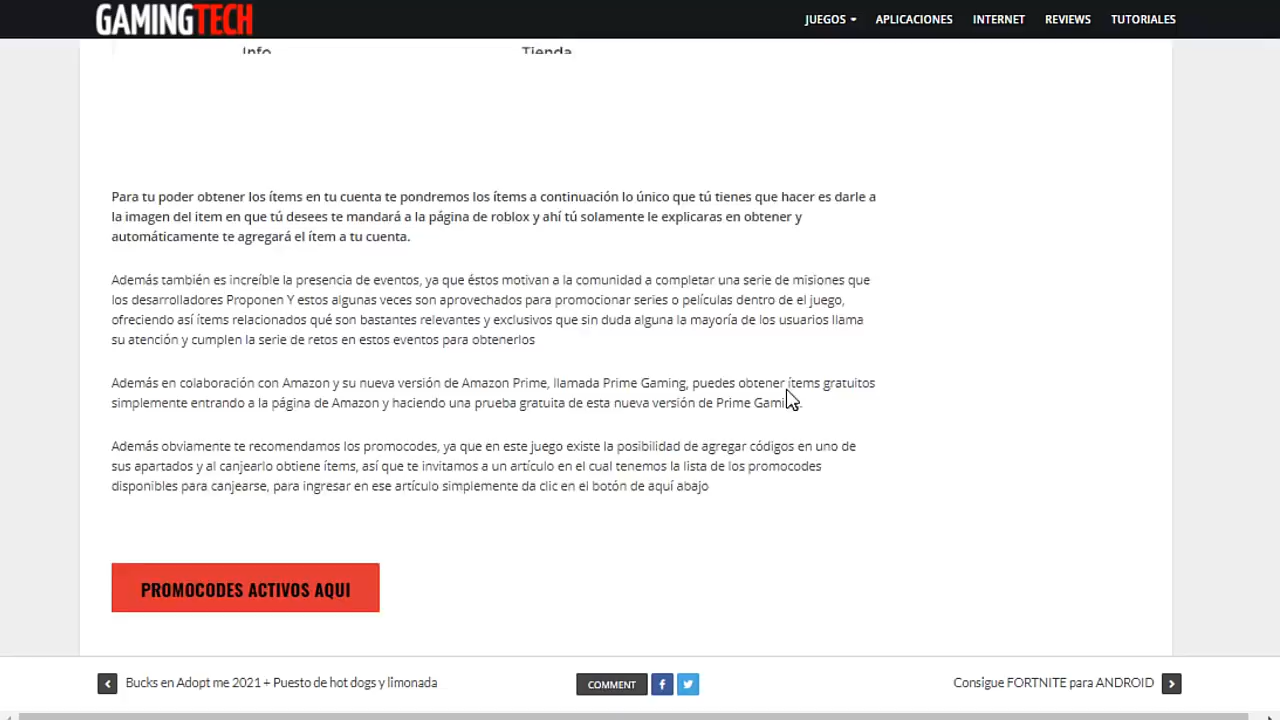 GAMINGTECH
JUEGOS APLICACIONES INTERNET REVIEWS TUTORIALES
Info Tienda
Para tu poder obtener los ítems en tu cuenta te pondremos los ítems a continuación lo único que tú tienes que hacer es darle a
la imagen del item en que tú desees te mandará a la página de roblox y ahí tú solamente le explicaras en obtener y
automáticamente te agregará el ítem a tu cuenta.
Además también es increíble la presencia de eventos, ya que éstos motivan a la comunidad a completar una serie de misiones que
los desarrolladores Proponen Y estos algunas veces son aprovechados para promocionar series o películas dentro de el juego,
ofreciendo así ítems relacionados qué son bastantes relevantes y exclusivos que sin duda alguna la mayoría de los usuarios llama
su atención y cumplen la serie de retos en estos eventos para obtenerlos
Además en colaboración con Amazon y su nueva versión de Amazon Prime, llamada Prime Gaming, puedes obtener ítems gratuitos
simplemente entrando a la página de Amazon y haciendo una prueba gratuita de esta nueva versión de Prime Gaming.
Además obviamente te recomendamos los promocodes, ya que en este juego existe la posibilidad de agregar códigos en uno de
sus apartados y al canjearlo obtiene ítems, así que te invitamos a un artículo en el cual tenemos la lista de los promocodes
disponibles para canjearse, para ingresar en ese artículo simplemente da clic en el botón de aquí abajo
PROMOCODES ACTIVOS AQUI
Bucks en Adopt me 2021 + Puesto de hot dogs y limonada COMMENT Consigue FORTNITE para ANDROID